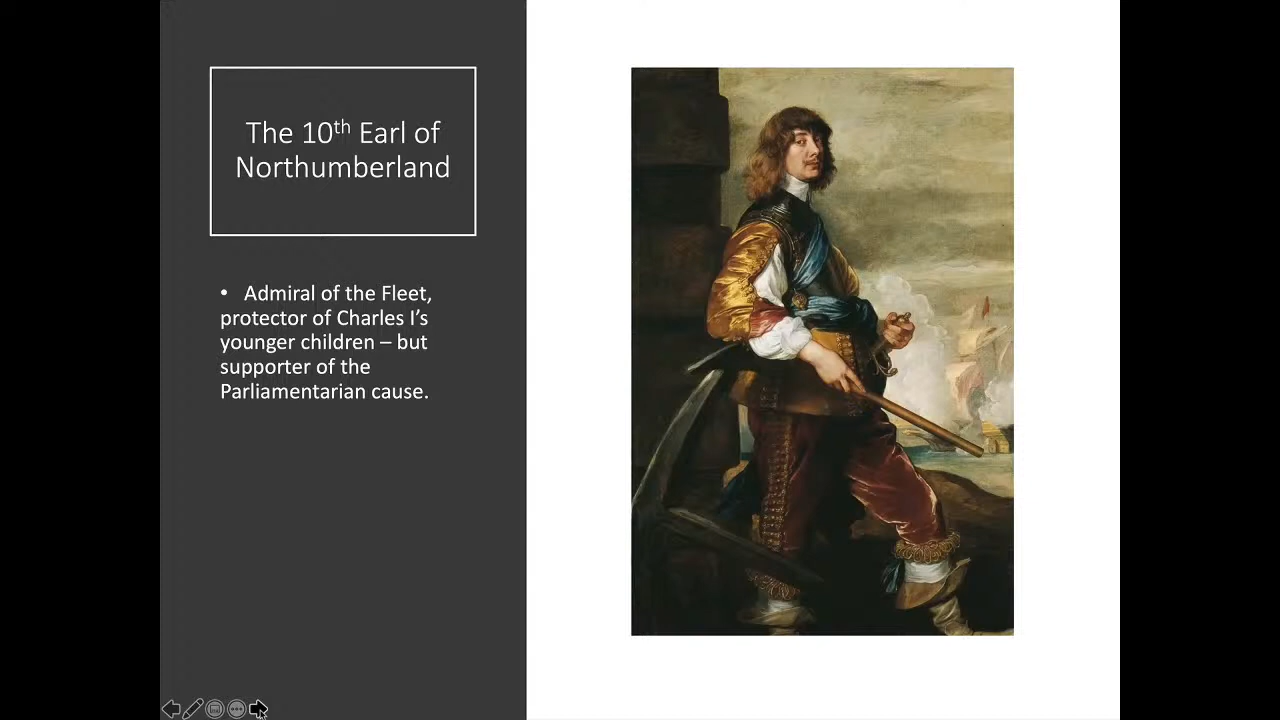 The 10th Earl of
Northumberland
• Admiral of the Fleet,
protector of Charles I’s
younger children – but
supporter of the
Parliamentarian cause.